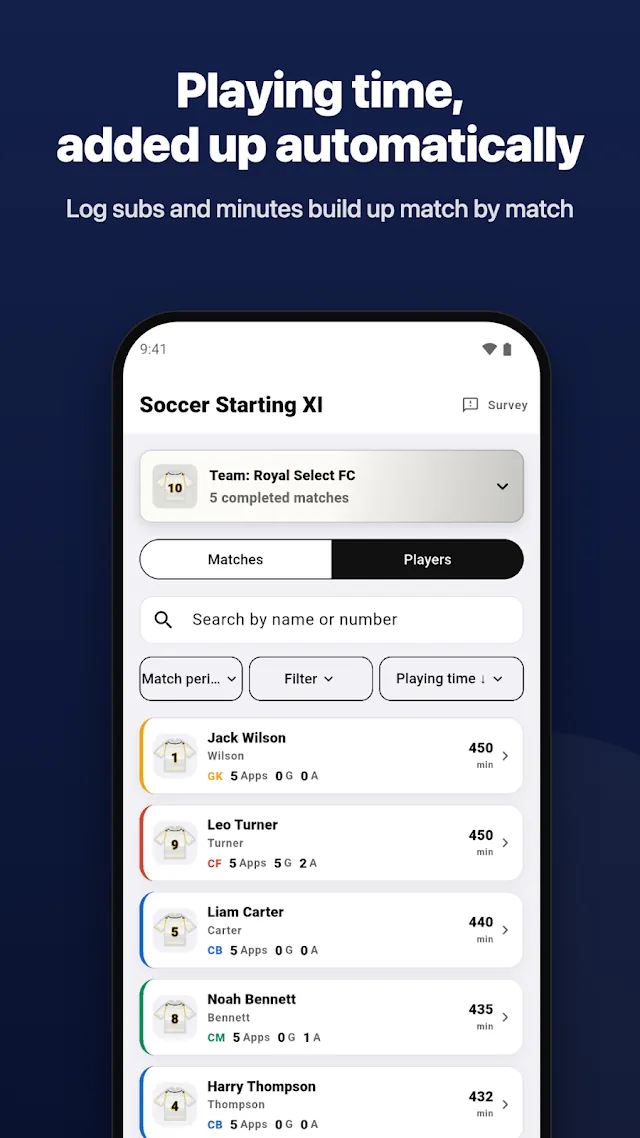 Playing time,
added up automatically
Log subs and minutes build up match by match
9:41
Soccer Starting XI
Survey
10
Team: Royal Select FC
5 completed matches
Matches
Players
Search by name or number
Match peri...
Filter
Playing time ↓
1
Jack Wilson
Wilson
GK 5 Apps 0 G 0 A
450
min
9
Leo Turner
Turner
CF 5 Apps 5 G 2 A
450
min
5
Liam Carter
Carter
CB 5 Apps 0 G 0 A
440
min
8
Noah Bennett
Bennett
CM 5 Apps 0 G 1 A
435
min
4
Harry Thompson
Thompson
CB 5 Apps 0 G 0 A
432
min